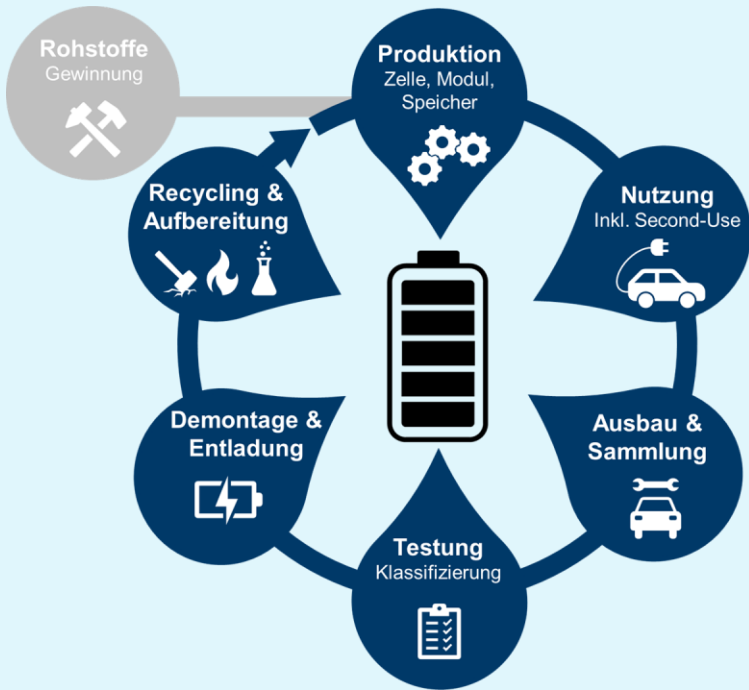 Rohstoffe
Gewinnung
Produktion
Zelle, Modul,
Speicher
Nutzung
Inkl. Second-Use
Ausbau &
Sammlung
Testung
Klassifizierung
Demontage &
Entladung
Recycling &
Aufbereitung